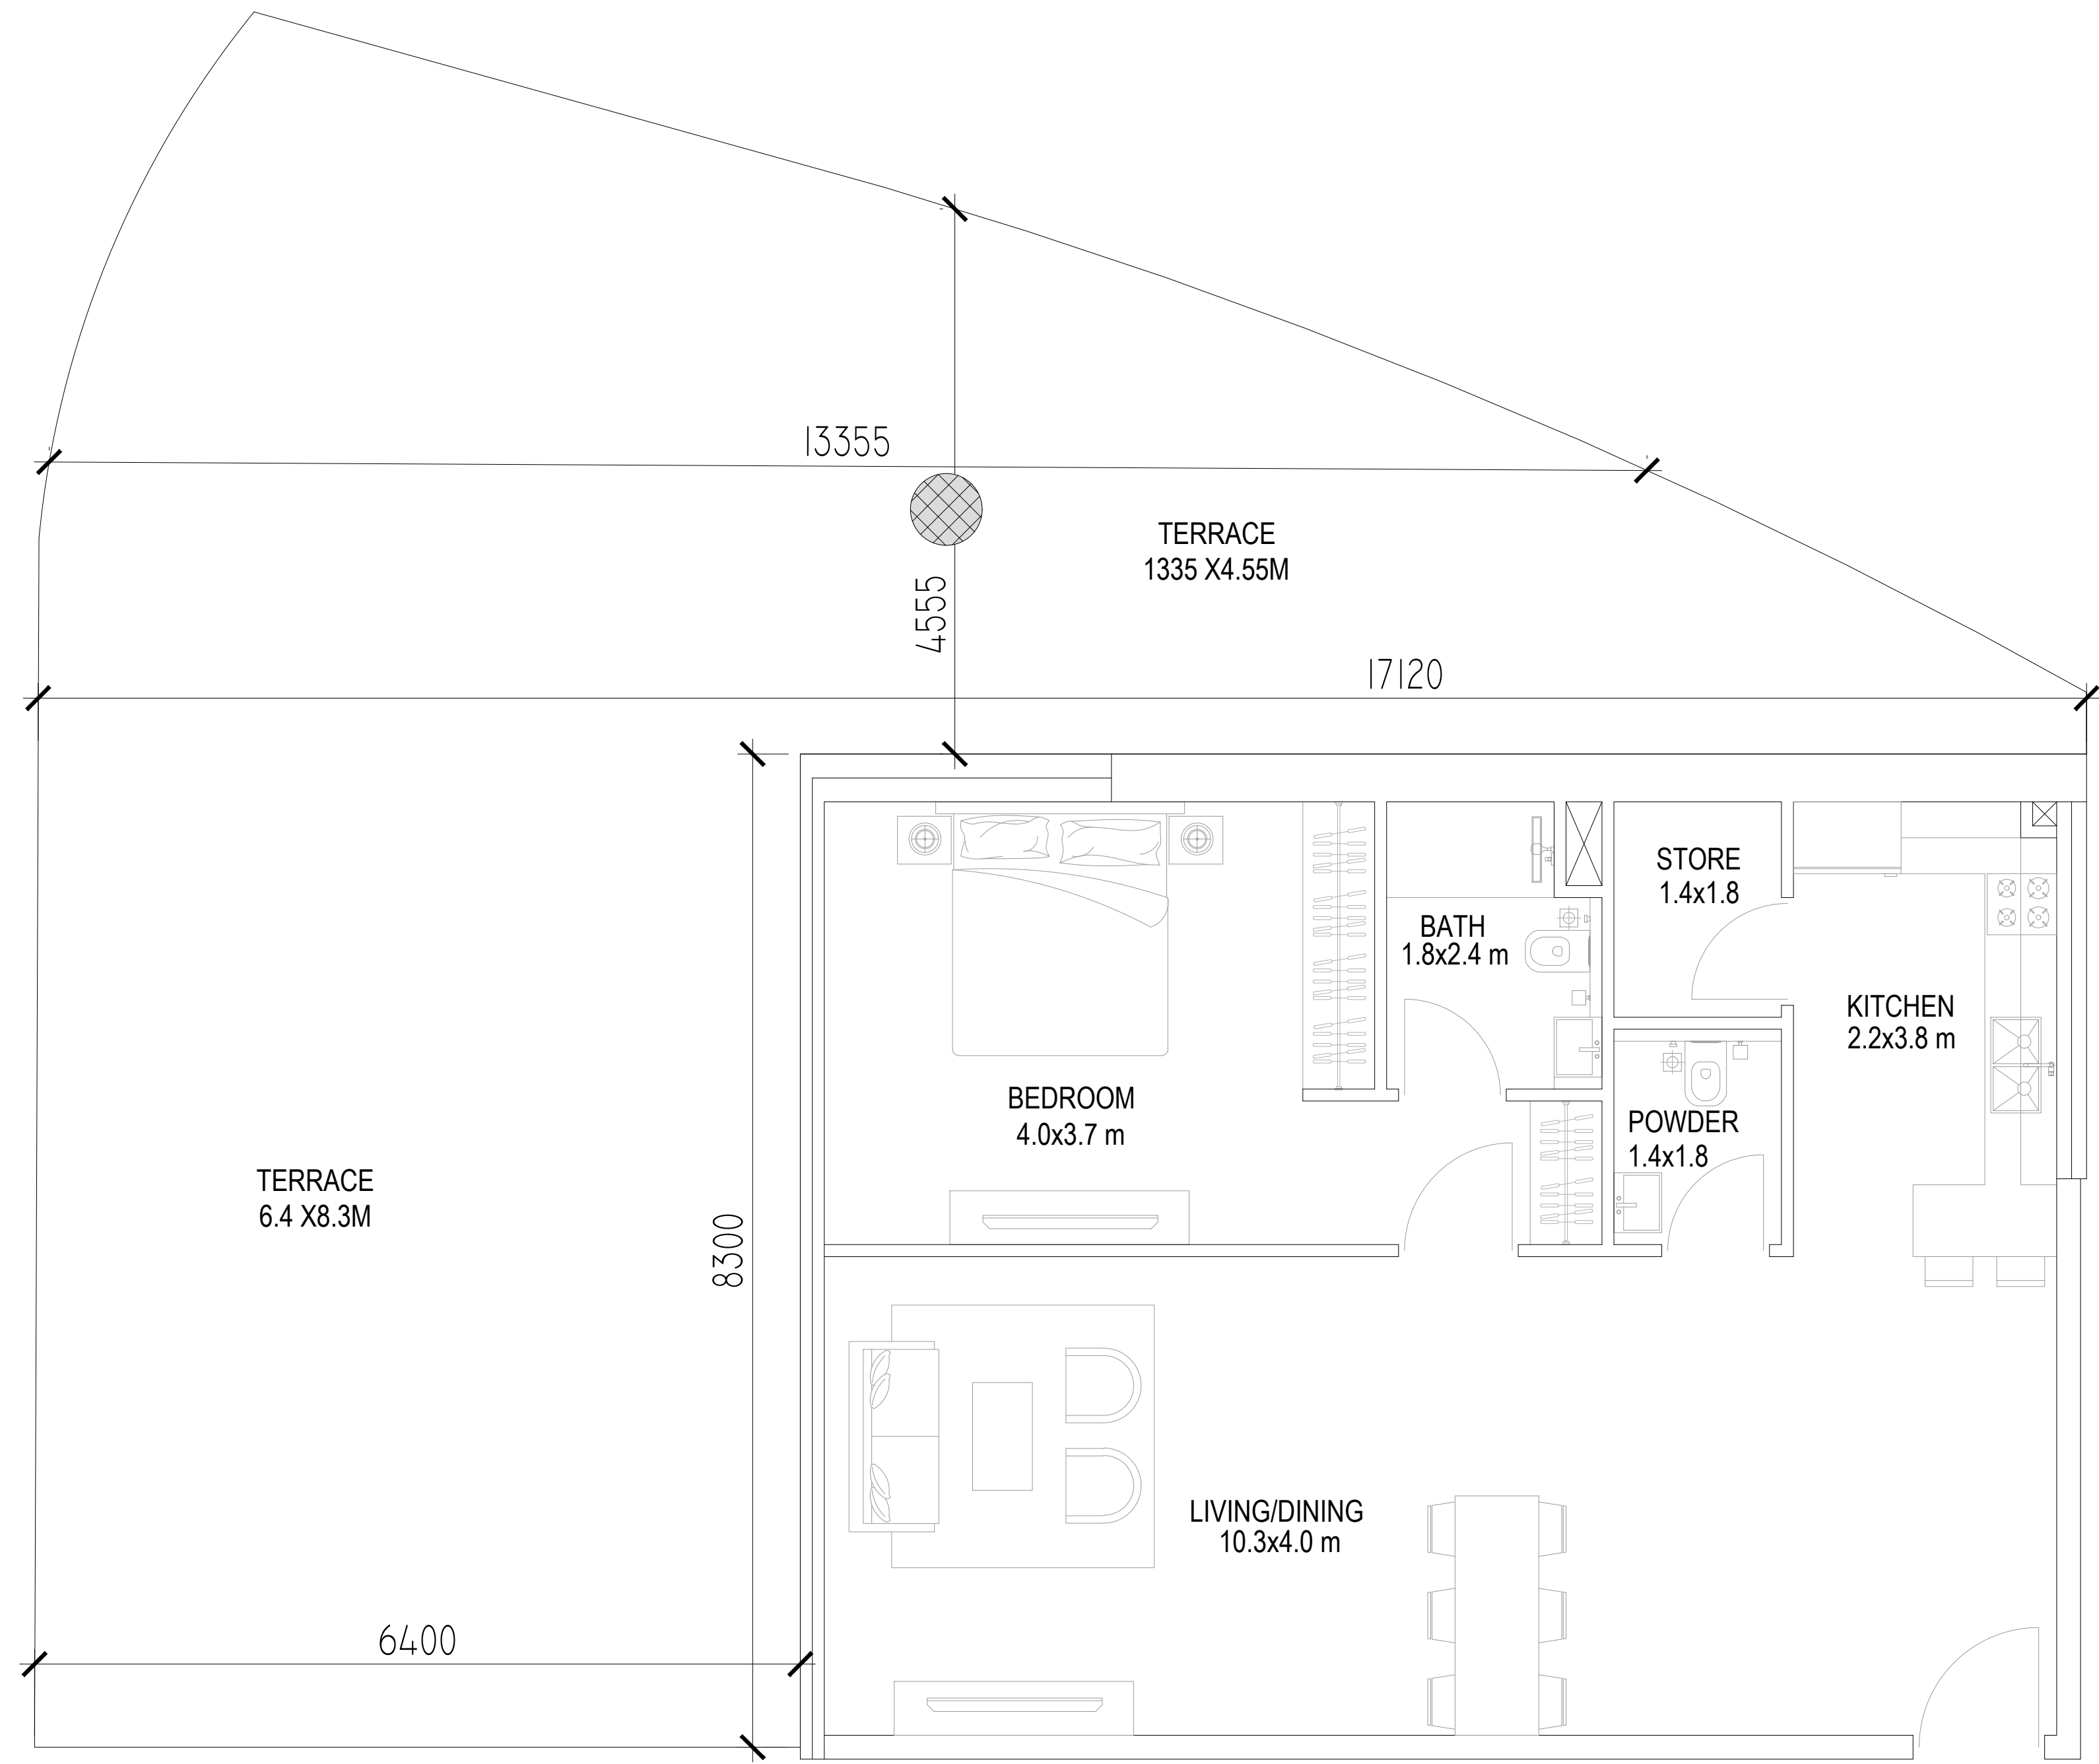 13355
TERRACE
1335 X4.55M
4555
17120
STORE
1.4x1.8
BATH
1.8x2.4 m
KITCHEN
2.2x3.8 m
BEDROOM
4.0x3.7 m
POWDER
1.4x1.8
TERRACE
6.4 X8.3M
8300
LIVING/DINING
10.3x4.0 m
6400